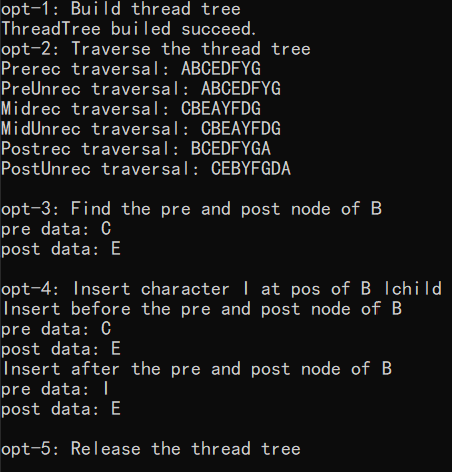 opt-1: Build thread tree
ThreadTree builed succeed.
opt-2: Traverse the thread tree
Prerec traversal: ABCEDFYG
PreUnrec traversal: ABCEDFYG
Midrec traversal: CBEAYFDG
MidUnrec traversal: CBEAYFDG
Postrec traversal: BCEDFYGA
PostUnrec traversal: CEBYFGDA
opt-3: Find the pre and post node of B
pre data: C
post data: E
opt-4: Insert character I at pos of B lchild
Insert before the pre and post node of B
pre data: C
post data: E
Insert after the pre and post node of B
pre data: I
post data: E
opt-5: Release the thread tree